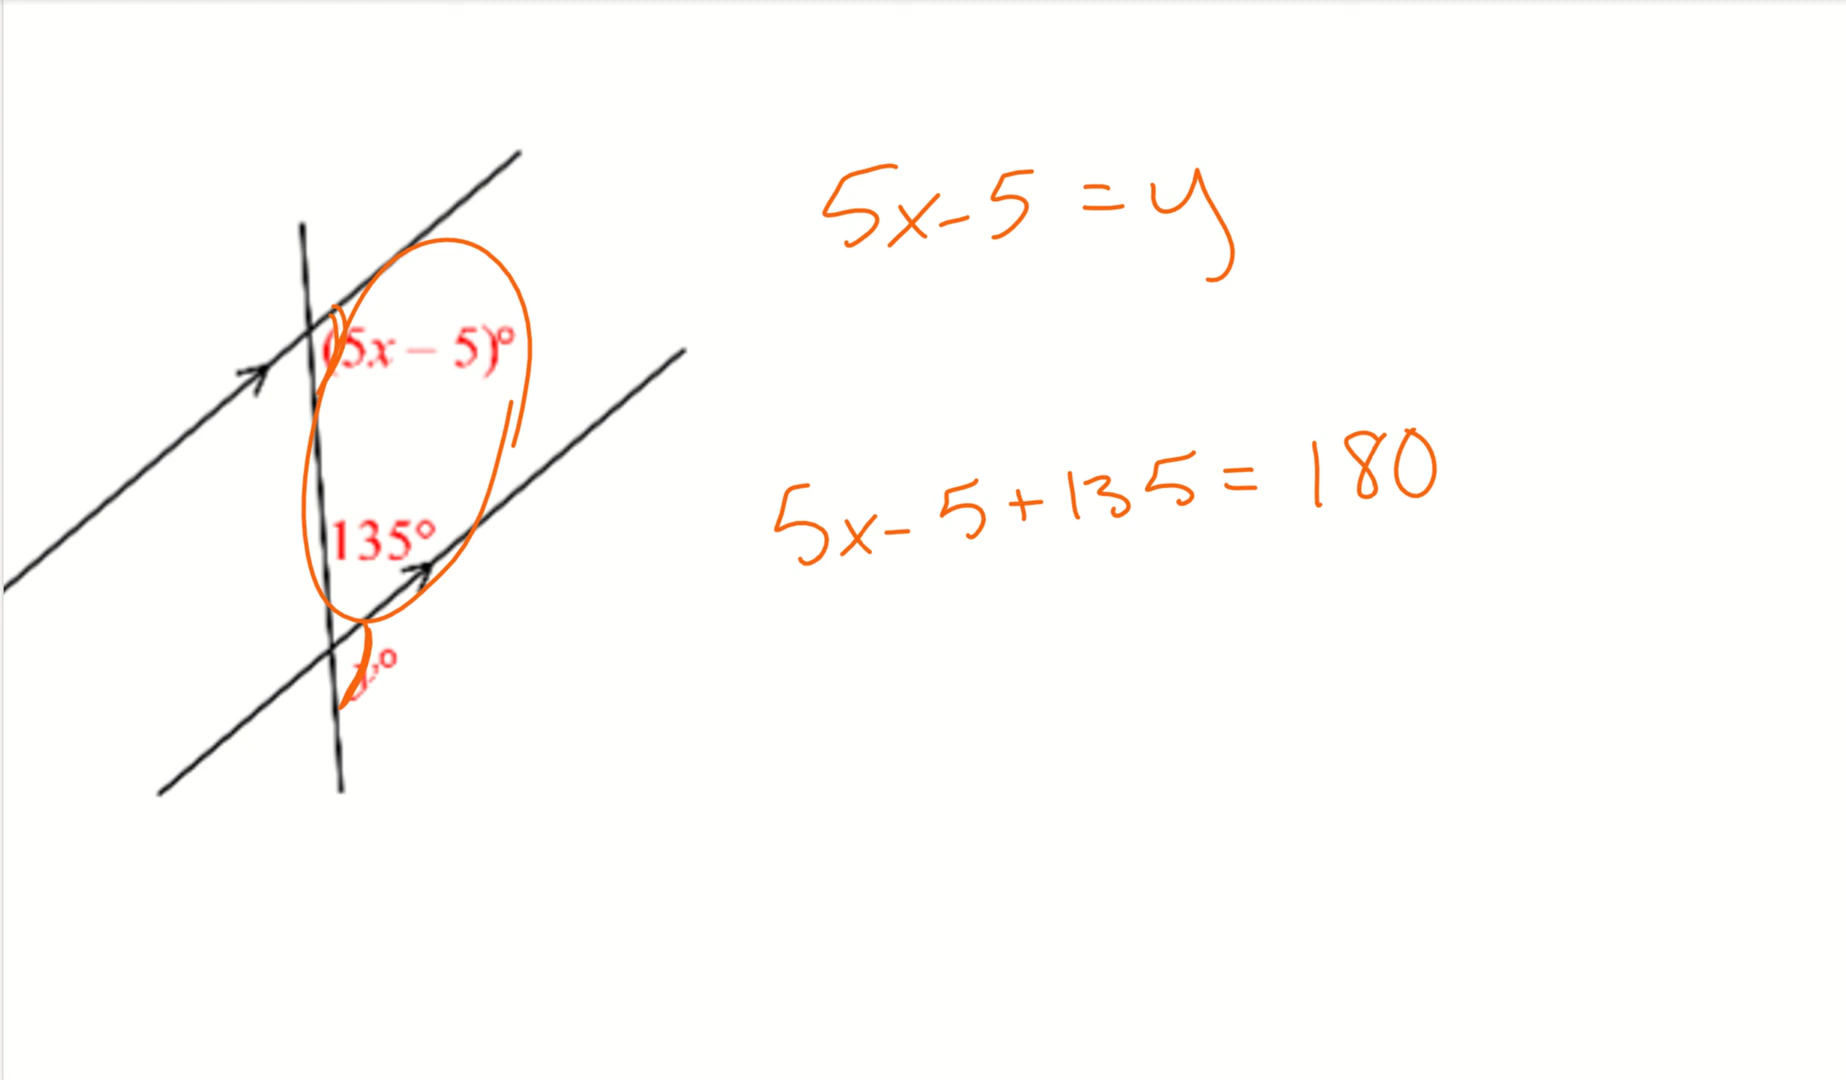 5x-5 = y
(5x – 5)°
5x-5+135=180
135°
y°